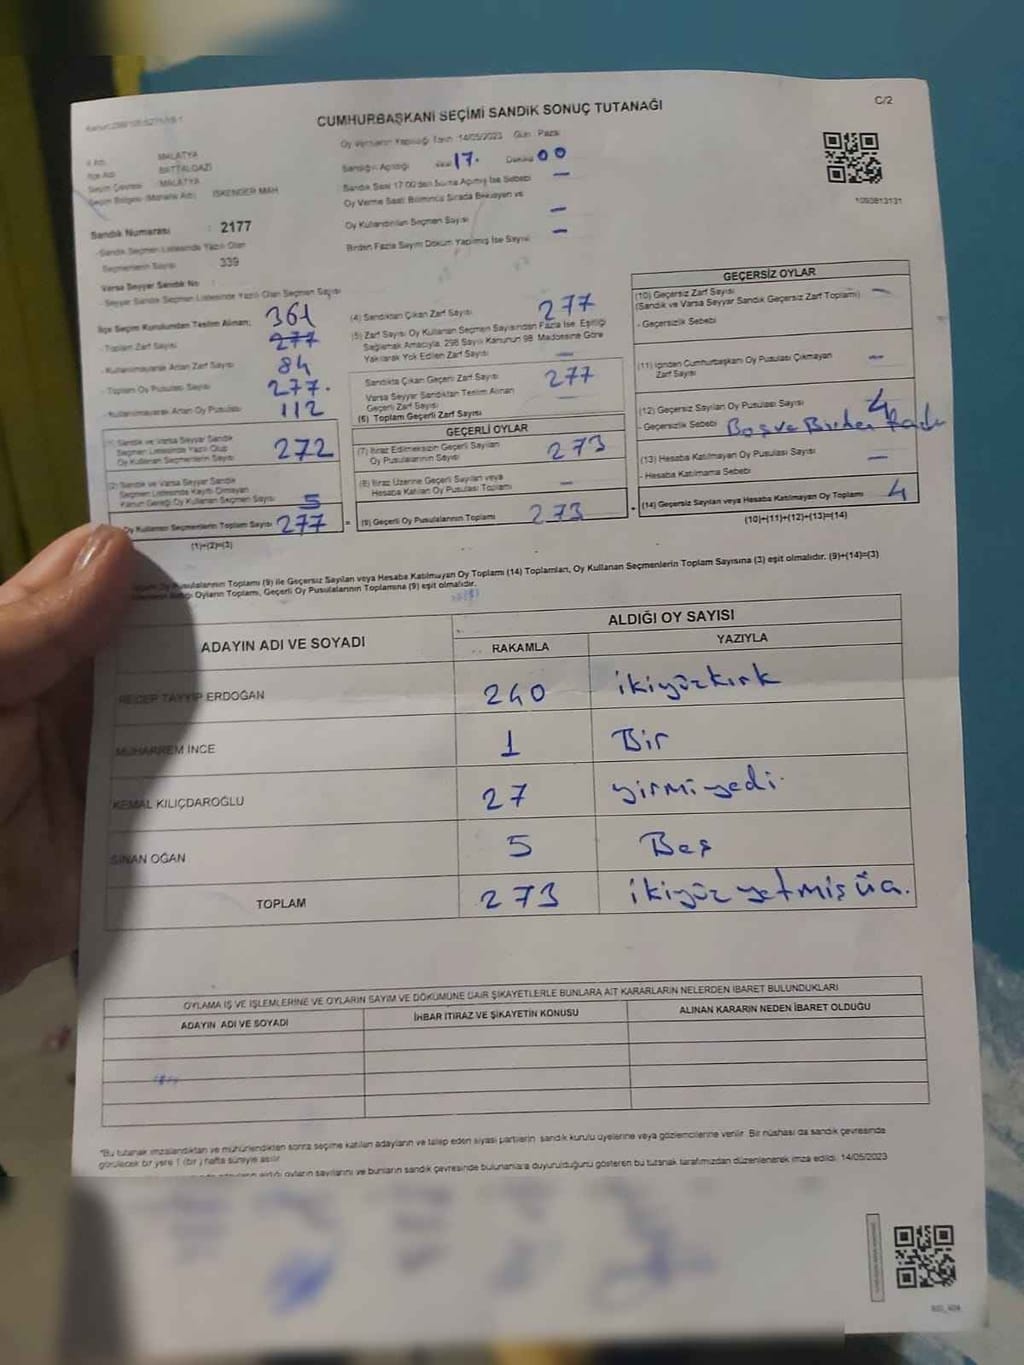 C/2
CUMHURBAŞKANI SEÇİMİ SANDIK SONUÇ TUTANAĞI
Oy Verme Tarih :14/05/2023 Gün : Pazar
İl Adı MALATYA
İlçe Adı BATTALGAZİ
Seçim Çevresi MALATYA
Seçim Bölgesi (Mahalle Adı) İSKENDER MAH
Sandık Numarası : 2177
Sandık Seçmen Listesinde Yazılı Olan
Seçmenlerin Sayısı 339
Varsa Seyyar Sandık No :
- Seyyar Sandık Seçmen Listesinde Yazılı Olan Seçmen Sayısı
Sandığın Açıldığı Saat 17. Dakika 00
Sandık Saat 17:00'den Sonra Açılmış İse Sebebi —
Oy Verme Saati Bitiminde Sırada Bekleyen ve
Oy Kullandırılan Seçmen Sayısı —
Birden Fazla Sayım Döküm Yapılmış İse Sayısı —
1093813131
İlçe Seçim Kurulundan Teslim Alınan; 361
- Toplam Zarf Sayısı 277
- Kullanılmayarak Artan Zarf Sayısı 84
- Toplam Oy Pusulası Sayısı 277.
- Kullanılmayarak Artan Oy Pusulası 112
(1) Sandık ve Varsa Seyyar Sandık
Seçmen Listesinde Yazılı Olup
Oy Kullanan Seçmenlerin Sayısı 272
(2) Sandık ve Varsa Seyyar Sandık
Seçmen Listesinde Kayıtlı Olmayan
Kanun Gereği Oy Kullanan Seçmen Sayısı 5
Oy Kullanan Seçmenlerin Toplam Sayısı 277
(1)+(2)=(3)
(4) Sandıktan Çıkan Zarf Sayısı 277
(5) Zarf Sayısı Oy Kullanan Seçmen Sayısından Fazla İse, Eşitliği
Sağlamak Amacıyla, 298 Sayılı Kanunun 98. Maddesine Göre
Yakılarak Yok Edilen Zarf Sayısı —
Sandıkta Çıkan Geçerli Zarf Sayısı 277
Varsa Seyyar Sandıktan Teslim Alınan
Geçerli Zarf Sayısı —
(6) Toplam Geçerli Zarf Sayısı
GEÇERLİ OYLAR
(7) İtiraz Edilmeksizin Geçerli Sayılan
Oy Pusulalarının Sayısı 273
(8) İtiraz Üzerine Geçerli Sayılan veya
Hesaba Katılan Oy Pusulası Toplamı —
= (9) Geçerli Oy Pusulalarının Toplamı 273
GEÇERSİZ OYLAR
(10) Geçersiz Zarf Sayısı —
(Sandık ve Varsa Seyyar Sandık Geçersiz Zarf Toplamı)
- Geçersizlik Sebebi
(11) İçinden Cumhurbaşkanı Oy Pusulası Çıkmayan —
Zarf Sayısı
(12) Geçersiz Sayılan Oy Pusulası Sayısı 4
- Geçersizlik Sebebi Boş ve Birden
(13) Hesaba Katılmayan Oy Pusulası Sayısı —
- Hesaba Katılmama Sebebi
+ (14) Geçersiz Sayılan veya Hesaba Katılmayan Oy Toplamı 4
(10)+(11)+(12)+(13)=(14)
Oy Pusulalarının Toplamı (9) ile Geçersiz Sayılan veya Hesaba Katılmayan Oy Toplamı (14) Toplamları, Oy Kullanan Seçmenlerin Toplam Sayısına (3) eşit olmalıdır. (9)+(14)=(3)
Oyların Toplamı, Geçerli Oy Pusulalarının Toplamına (9) eşit olmalıdır.
ADAYIN ADI VE SOYADI ALDIĞI OY SAYISI
RAKAMLA YAZIYLA
RECEP TAYYİP ERDOĞAN 240 ikiyüzkırk
MUHARREM İNCE 1 Bir
KEMAL KILIÇDAROĞLU 27 yirmiyedi.
SİNAN OĞAN 5 Beş
TOPLAM 273 ikiyüz yetmiş üç.
OYLAMA İŞ VE İŞLEMLERİNE VE OYLARIN SAYIM VE DÖKÜMÜNE DAİR ŞİKAYETLERLE BUNLARA AİT KARARLARIN NELERDEN İBARET BULUNDUKLARI
ADAYIN ADI VE SOYADI İHBAR İTİRAZ VE ŞİKAYETİN KONUSU ALINAN KARARIN NEDEN İBARET OLDUĞU
*Bu tutanak imzalandıktan ve mühürlendikten sonra seçime katılan adayların ve talep eden siyasi partilerin sandık kurulu üyelerine veya gözlemcilerine verilir. Bir nüshası da sandık çevresinde
görülecek bir yere 1 (bir) hafta süreyle asılır.
oyların sayılarını ve bunların sandık çevresinde bulunanlara duyurulduğunu gösteren bu tutanak tarafımızdan düzenlenerek imza edildi. 14/05/2023